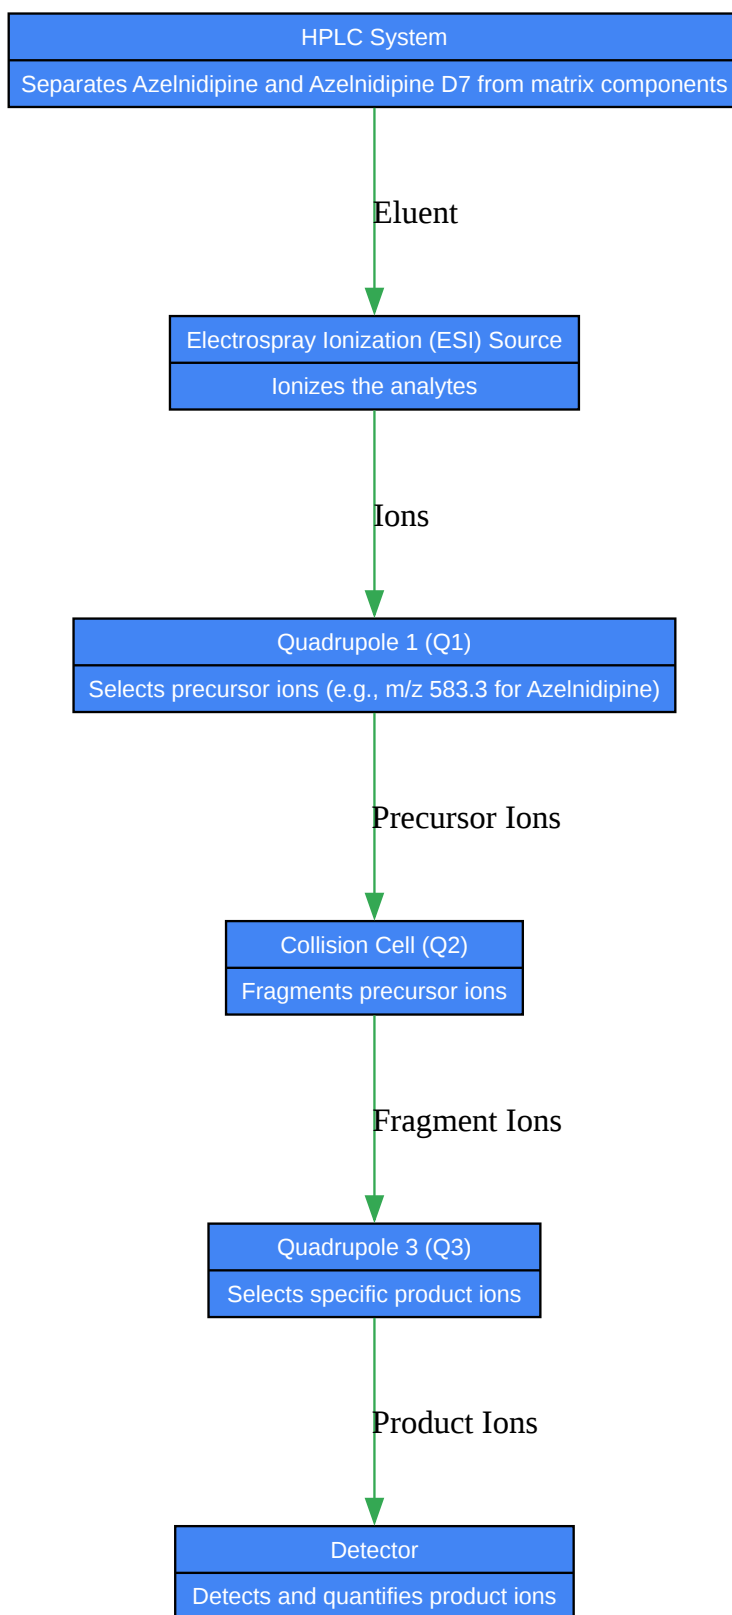 HPLC System
Separates Azelnidipine and Azelnidipine D7 from matrix components
Eluent
Electrospray Ionization (ESI) Source
Ionizes the analytes
Ions
Quadrupole 1 (Q1)
Selects precursor ions (e.g., m/z 583.3 for Azelnidipine)
Precursor Ions
Collision Cell (Q2)
Fragments precursor ions
Fragment Ions
Quadrupole 3 (Q3)
Selects specific product ions
Product Ions
Detector
Detects and quantifies product ions